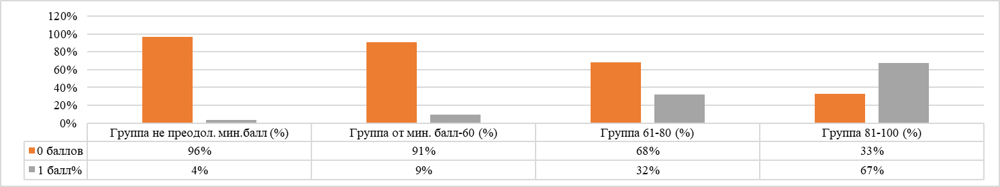 120%
100%
80%
60%
40%
20%
0%
Группа не преодол. мин.балл (%) Группа от мин. балл-60 (%) Группа 61-80 (%) Группа 81-100 (%)
0 баллов 96% 91% 68% 33%
1 балл% 4% 9% 32% 67%